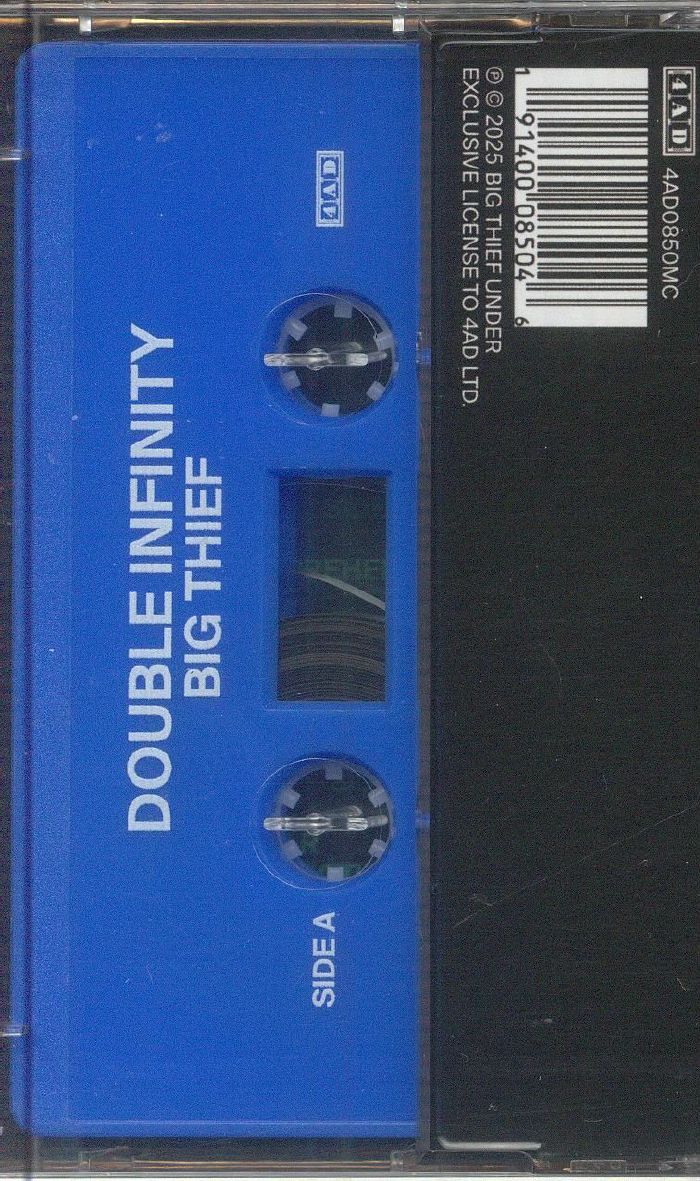 DOUBLE INFINITY
BIG THIEF
SIDE A
4AD
4AD
4AD0850MC
1 91400 08504 6
℗ © 2025 BIG THIEF UNDER
EXCLUSIVE LICENSE TO 4AD LTD.